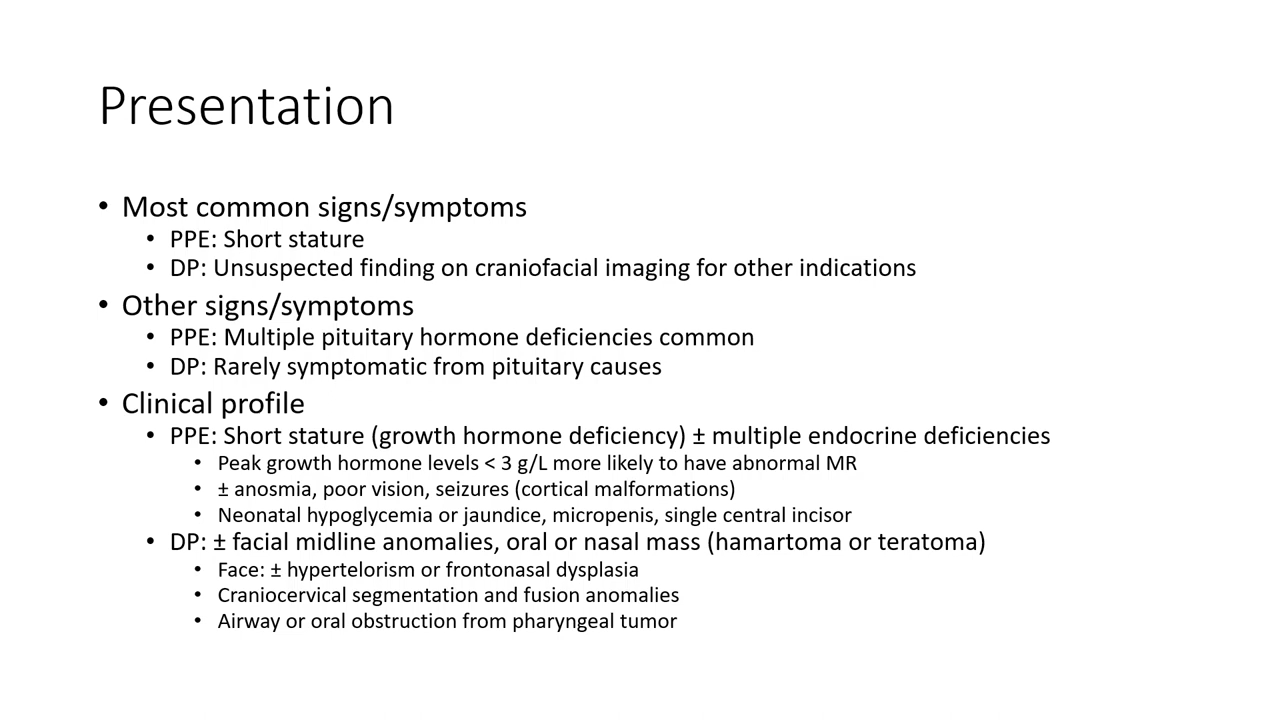 Presentation
• Most common signs/symptoms
• PPE: Short stature
• DP: Unsuspected finding on craniofacial imaging for other indications
• Other signs/symptoms
• PPE: Multiple pituitary hormone deficiencies common
• DP: Rarely symptomatic from pituitary causes
• Clinical profile
• PPE: Short stature (growth hormone deficiency) ± multiple endocrine deficiencies
• Peak growth hormone levels < 3 g/L more likely to have abnormal MR
• ± anosmia, poor vision, seizures (cortical malformations)
• Neonatal hypoglycemia or jaundice, micropenis, single central incisor
• DP: ± facial midline anomalies, oral or nasal mass (hamartoma or teratoma)
• Face: ± hypertelorism or frontonasal dysplasia
• Craniocervical segmentation and fusion anomalies
• Airway or oral obstruction from pharyngeal tumor